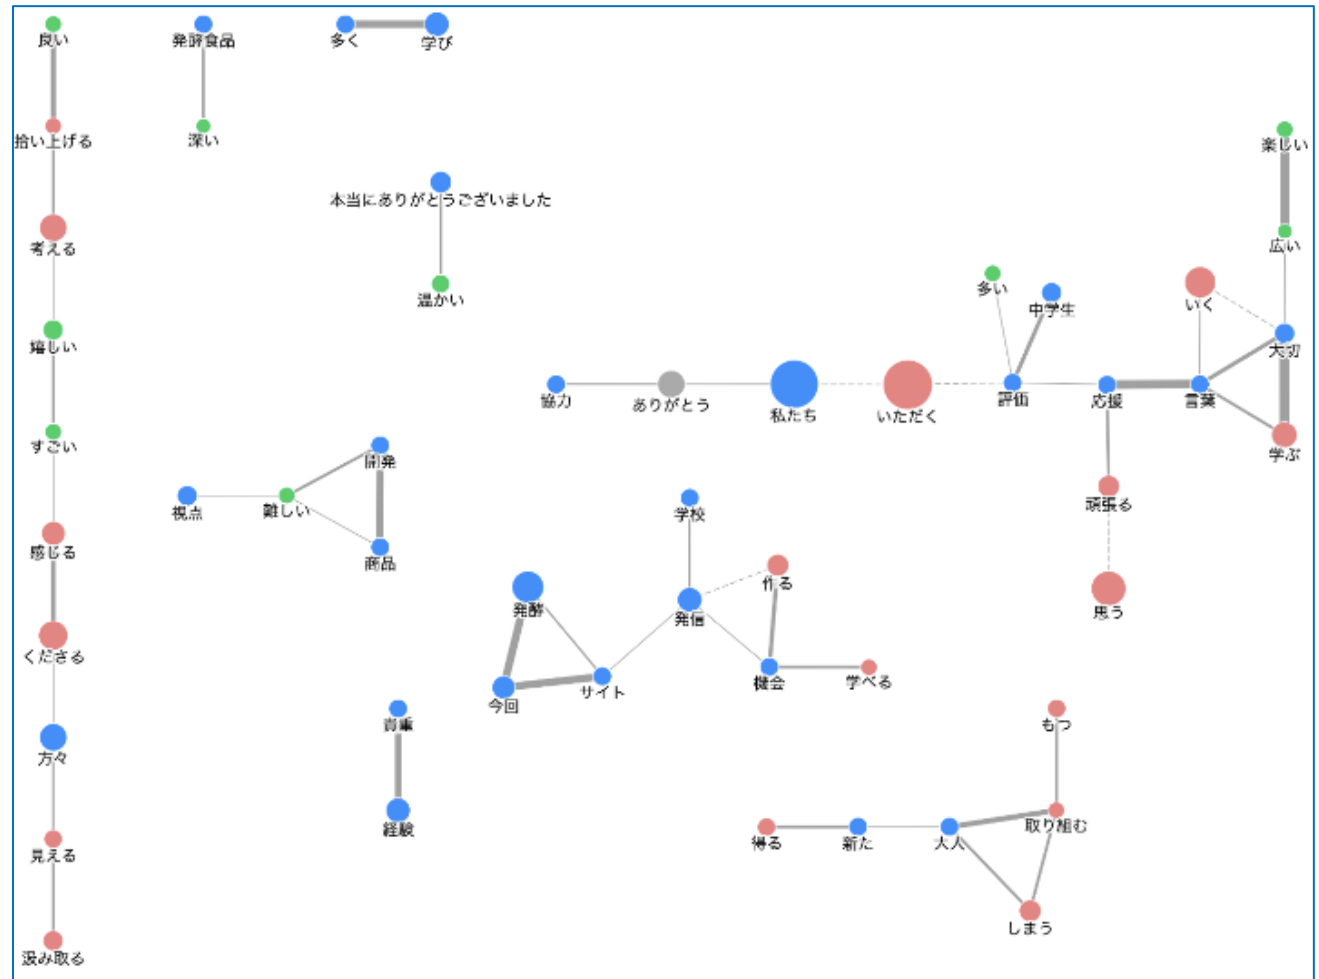 良い
発酵食品
多く
学び
拾い上げる
深い
楽しい
本当にありがとうございました
考える
広い
温かい
多い
中学生
いく
嬉しい
大切
協力
ありがとう
私たち
いただく
評価
応援
言葉
すごい
開発
学ぶ
視点
難しい
学校
頑張る
感じる
商品
作る
発酵
発信
思う
くださる
今回
サイト
機会
学べる
貴重
もつ
方々
経験
得る
新た
大人
取り組む
見える
しまう
汲み取る